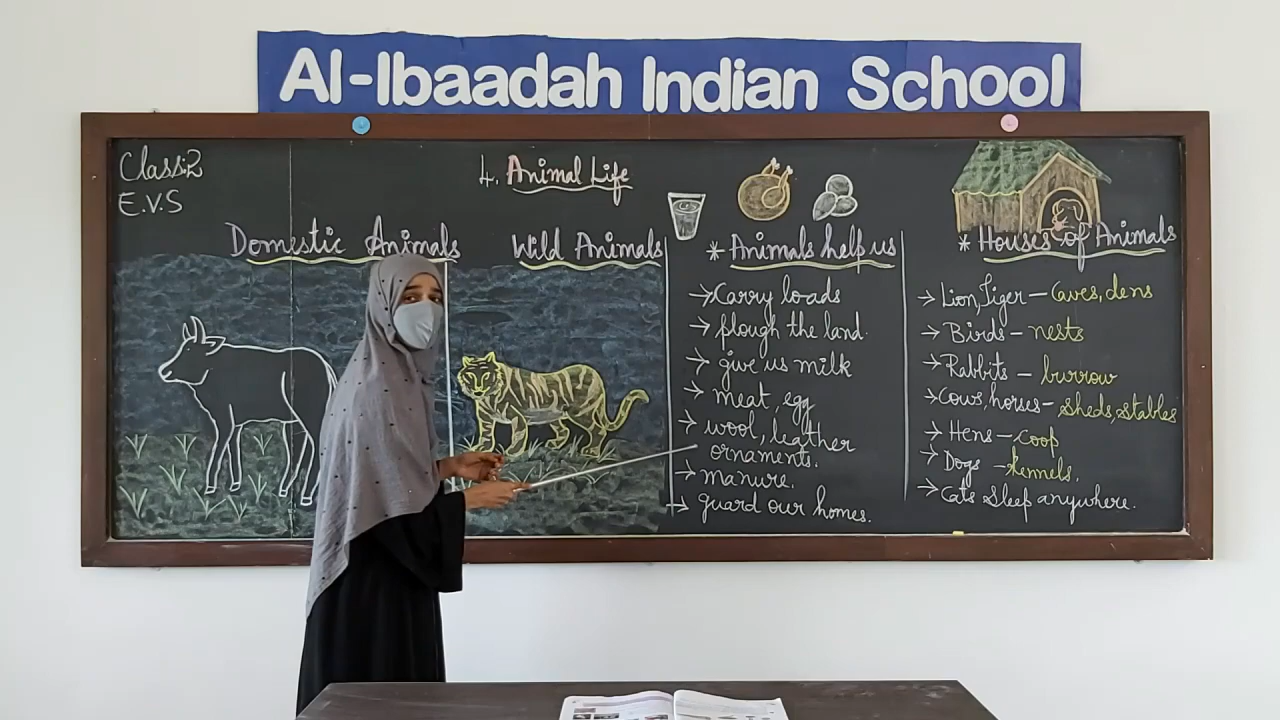 Al-Ibaadah Indian School
Class:2
E.V.S
4. Animal Life
Domestic Animals
Wild Animals
* Animals help us
→ Carry loads
→ plough the land.
→ give us milk
→ meat, egg
→ wool, leather
ornaments.
→ manure.
→ guard our homes.
* Houses of Animals
→ Lion, Tiger – Caves, dens
→ Birds – nests
→ Rabbits – burrow
→ Cows, horses – Sheds, stables
→ Hens – Coop
→ Dogs – Kennels.
→ Cats sleep anywhere.